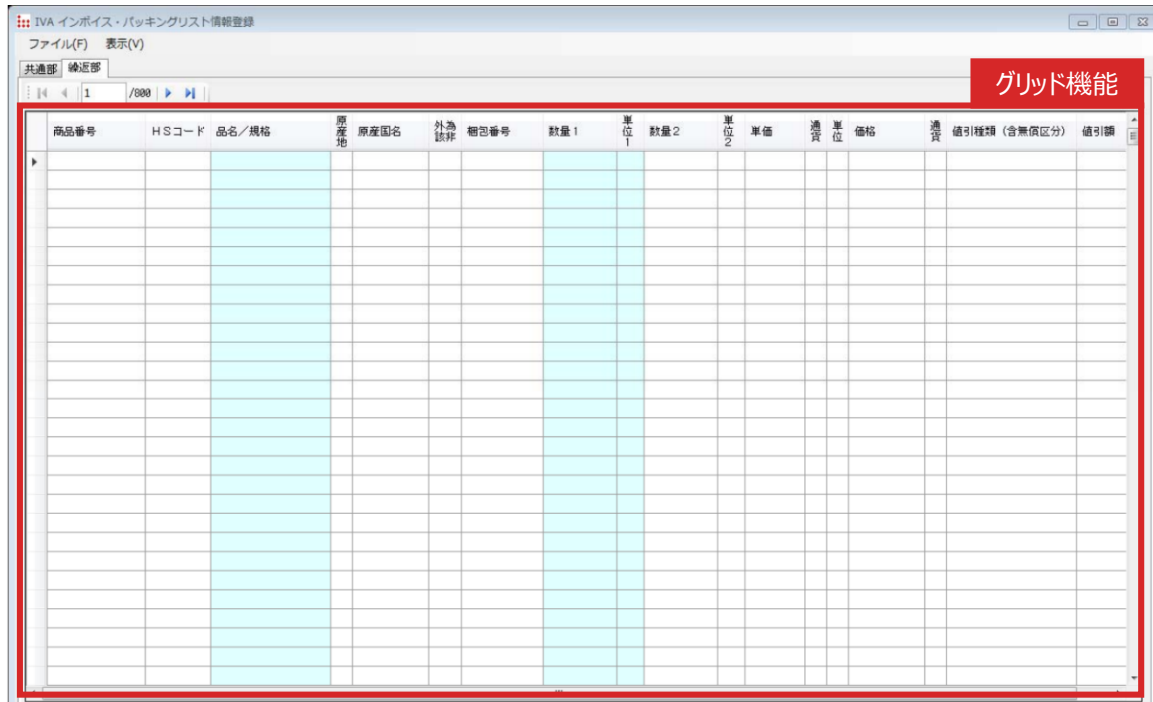 IVA インボイス・パッキングリスト情報登録
ファイル(F) 表示(V)
共通部 繰返部
1 /800
グリッド機能
商品番号 HSコード 品名／規格 原産地 原産国名 外為該非 梱包番号 数量1 単位1 数量2 単位2 単価 通貨 単位 価格 通貨 値引種類（含無償区分） 値引額